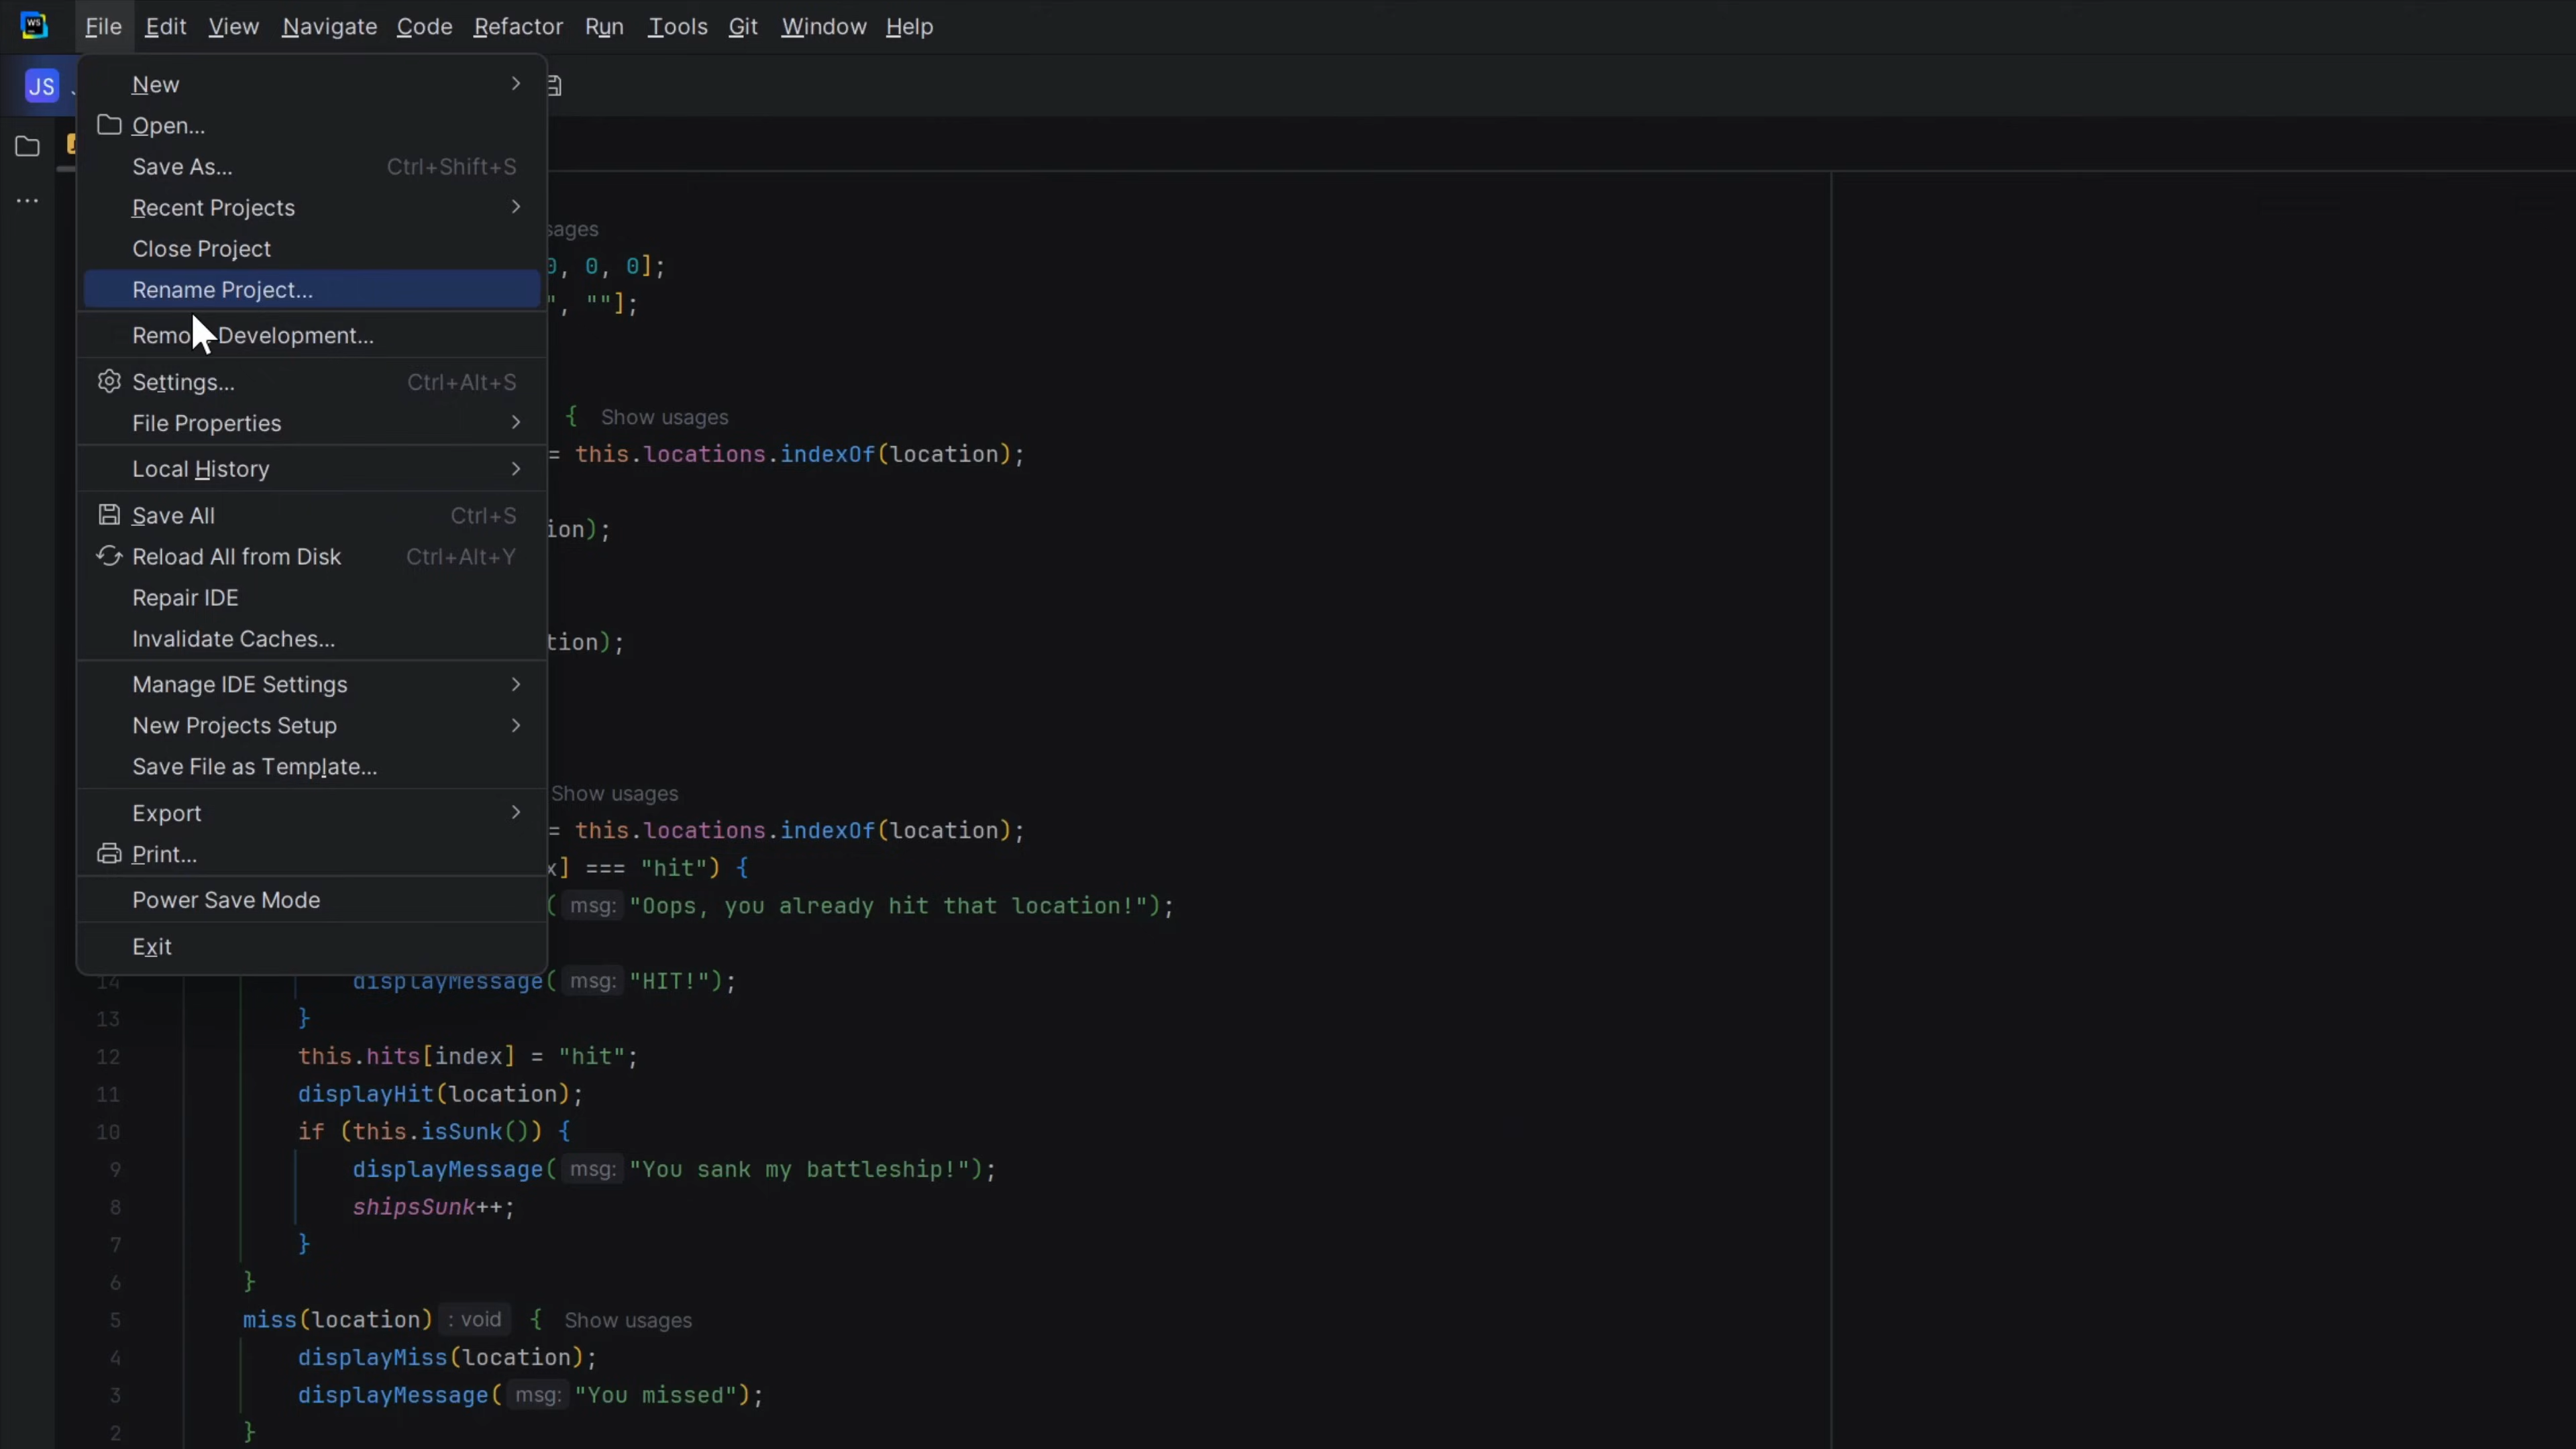 WS File Edit View Navigate Code Refactor Run Tools Git Window Help
JS
New
Open...
Save As... Ctrl+Shift+S
Recent Projects
Close Project
Rename Project...
Development...
Settings... Ctrl+Alt+S
File Properties
Local History
Save All Ctrl+S
Reload All from Disk Ctrl+Alt+Y
Repair IDE
Invalidate Caches...
Manage IDE Settings
New Projects Setup
Save File as Template...
Export
Print...
Power Save Mode
Exit
sages
0, 0, 0];
", ""];
{ Show usages
= this.locations.indexOf(location);
ion);
tion);
Show usages
= this.locations.indexOf(location);
x] === "hit") {
( msg: "Oops, you already hit that location!");
14 displayMessage( msg: "HIT!");
13 }
12 this.hits[index] = "hit";
11 displayHit(location);
10 if (this.isSunk()) {
9 displayMessage( msg: "You sank my battleship!");
8 shipsSunk++;
7 }
6 }
5 miss(location) : void { Show usages
4 displayMiss(location);
3 displayMessage( msg: "You missed");
2 }